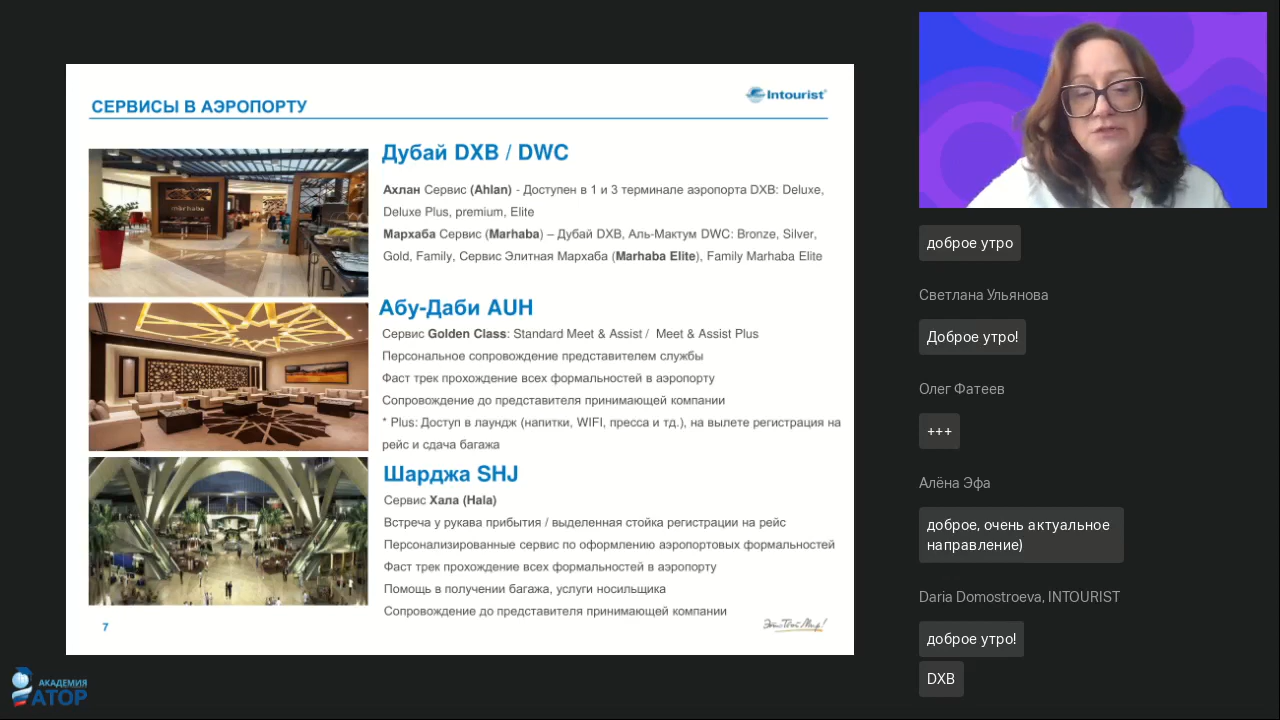 СЕРВИСЫ В АЭРОПОРТУ
Intourist
Дубай DXB / DWC
Ахлан Сервис (Ahlan) - Доступен в 1 и 3 терминале аэропорта DXB: Deluxe,
Deluxe Plus, premium, Elite
Мархаба Сервис (Marhaba) – Дубай DXB, Аль-Мактум DWC: Bronze, Silver,
Gold, Family, Сервис Элитная Мархаба (Marhaba Elite), Family Marhaba Elite
marhaba
Абу-Даби AUH
Сервис Golden Class: Standard Meet & Assist / Meet & Assist Plus
Персональное сопровождение представителем службы
Фаст трек прохождение всех формальностей в аэропорту
Сопровождение до представителя принимающей компании
* Plus: Доступ в лаундж (напитки, WIFI, пресса и тд.), на вылете регистрация на
рейс и сдача багажа
Шарджа SHJ
Сервис Хала (Hala)
Встреча у рукава прибытия / выделенная стойка регистрации на рейс
Персонализированные сервис по оформлению аэропортовых формальностей
Фаст трек прохождение всех формальностей в аэропорту
Помощь в получении багажа, услуги носильщика
Сопровождение до представителя принимающей компании
7
Это Твой Мир!
АКАДЕМИЯ
АТОР
доброе утро
Светлана Ульянова
Доброе утро!
Олег Фатеев
+++
Алёна Эфа
доброе, очень актуальное
направление)
Daria Domostroeva, INTOURIST
доброе утро!
DXB